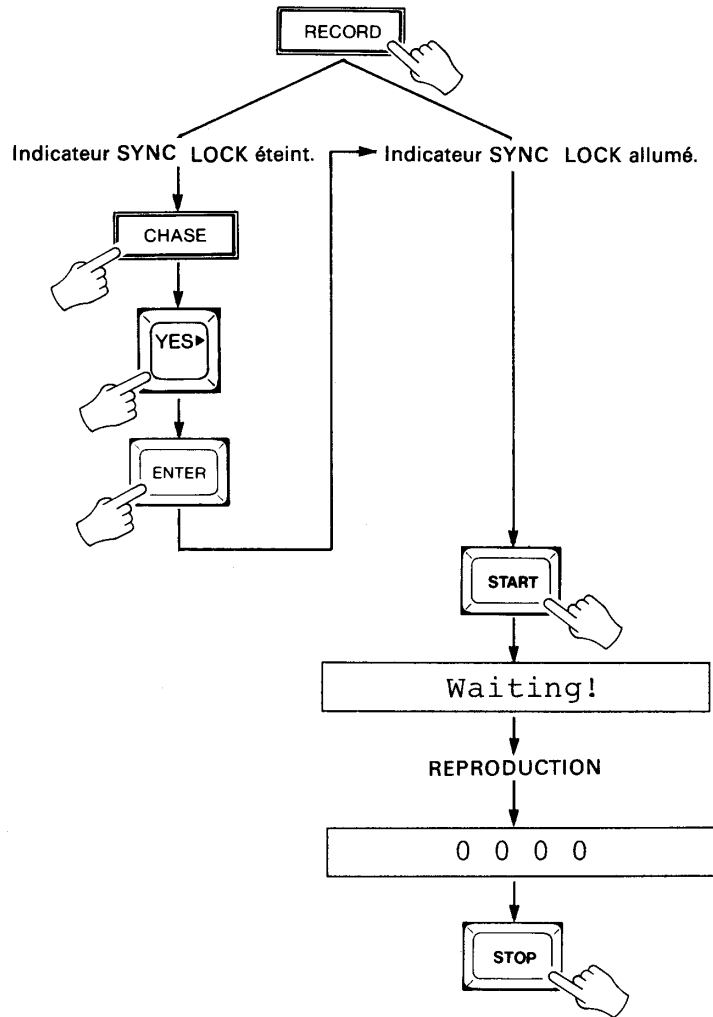 RECORD
Indicateur SYNC LOCK éteint.
Indicateur SYNC LOCK allumé.
CHASE
YES▶
ENTER
START
Waiting!
REPRODUCTION
0 0 0 0
STOP